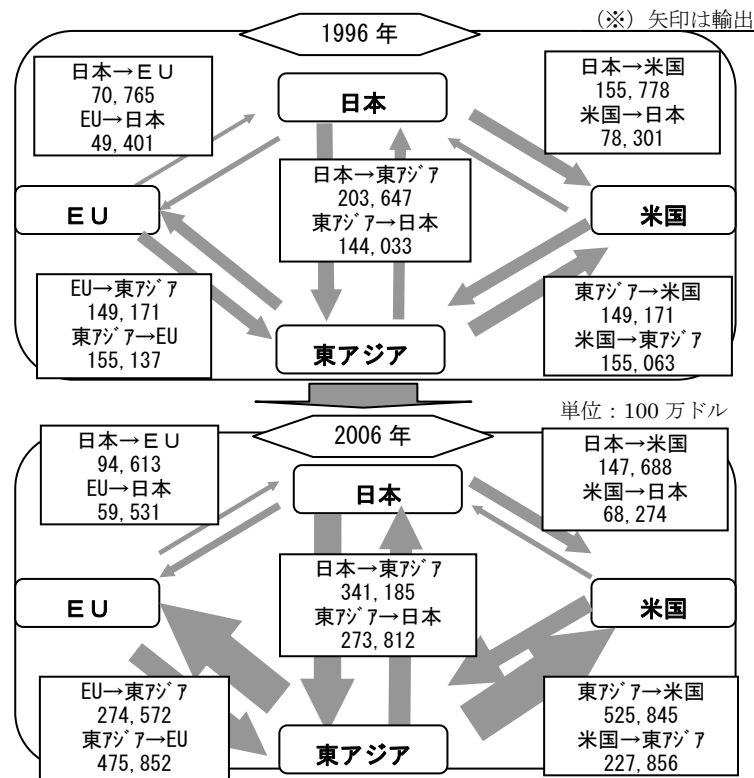 (※) 矢印は輸出
1996 年
日本→ＥＵ
70,765
EU→日本
49,401
日本
日本→米国
155,778
米国→日本
78,301
日本→東ｱｼﾞｱ
203,647
東ｱｼﾞｱ→日本
144,033
ＥＵ
米国
EU→東ｱｼﾞｱ
149,171
東ｱｼﾞｱ→EU
155,137
東アジア
東ｱｼﾞｱ→米国
149,171
米国→東ｱｼﾞｱ
155,063
単位：100 万ドル
2006 年
日本→ＥＵ
94,613
EU→日本
59,531
日本
日本→米国
147,688
米国→日本
68,274
日本→東ｱｼﾞｱ
341,185
東ｱｼﾞｱ→日本
273,812
ＥＵ
米国
EU→東ｱｼﾞｱ
274,572
東ｱｼﾞｱ→EU
475,852
東アジア
東ｱｼﾞｱ→米国
525,845
米国→東ｱｼﾞｱ
227,856